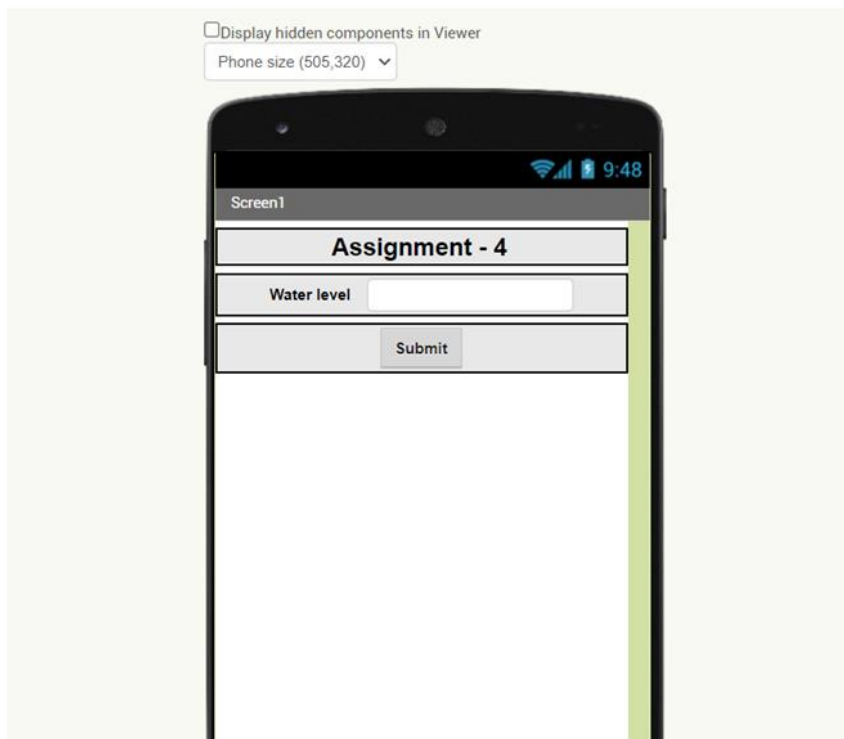 Display hidden components in Viewer
Phone size (505,320)
9:48
Screen1
Assignment - 4
Water level
Submit